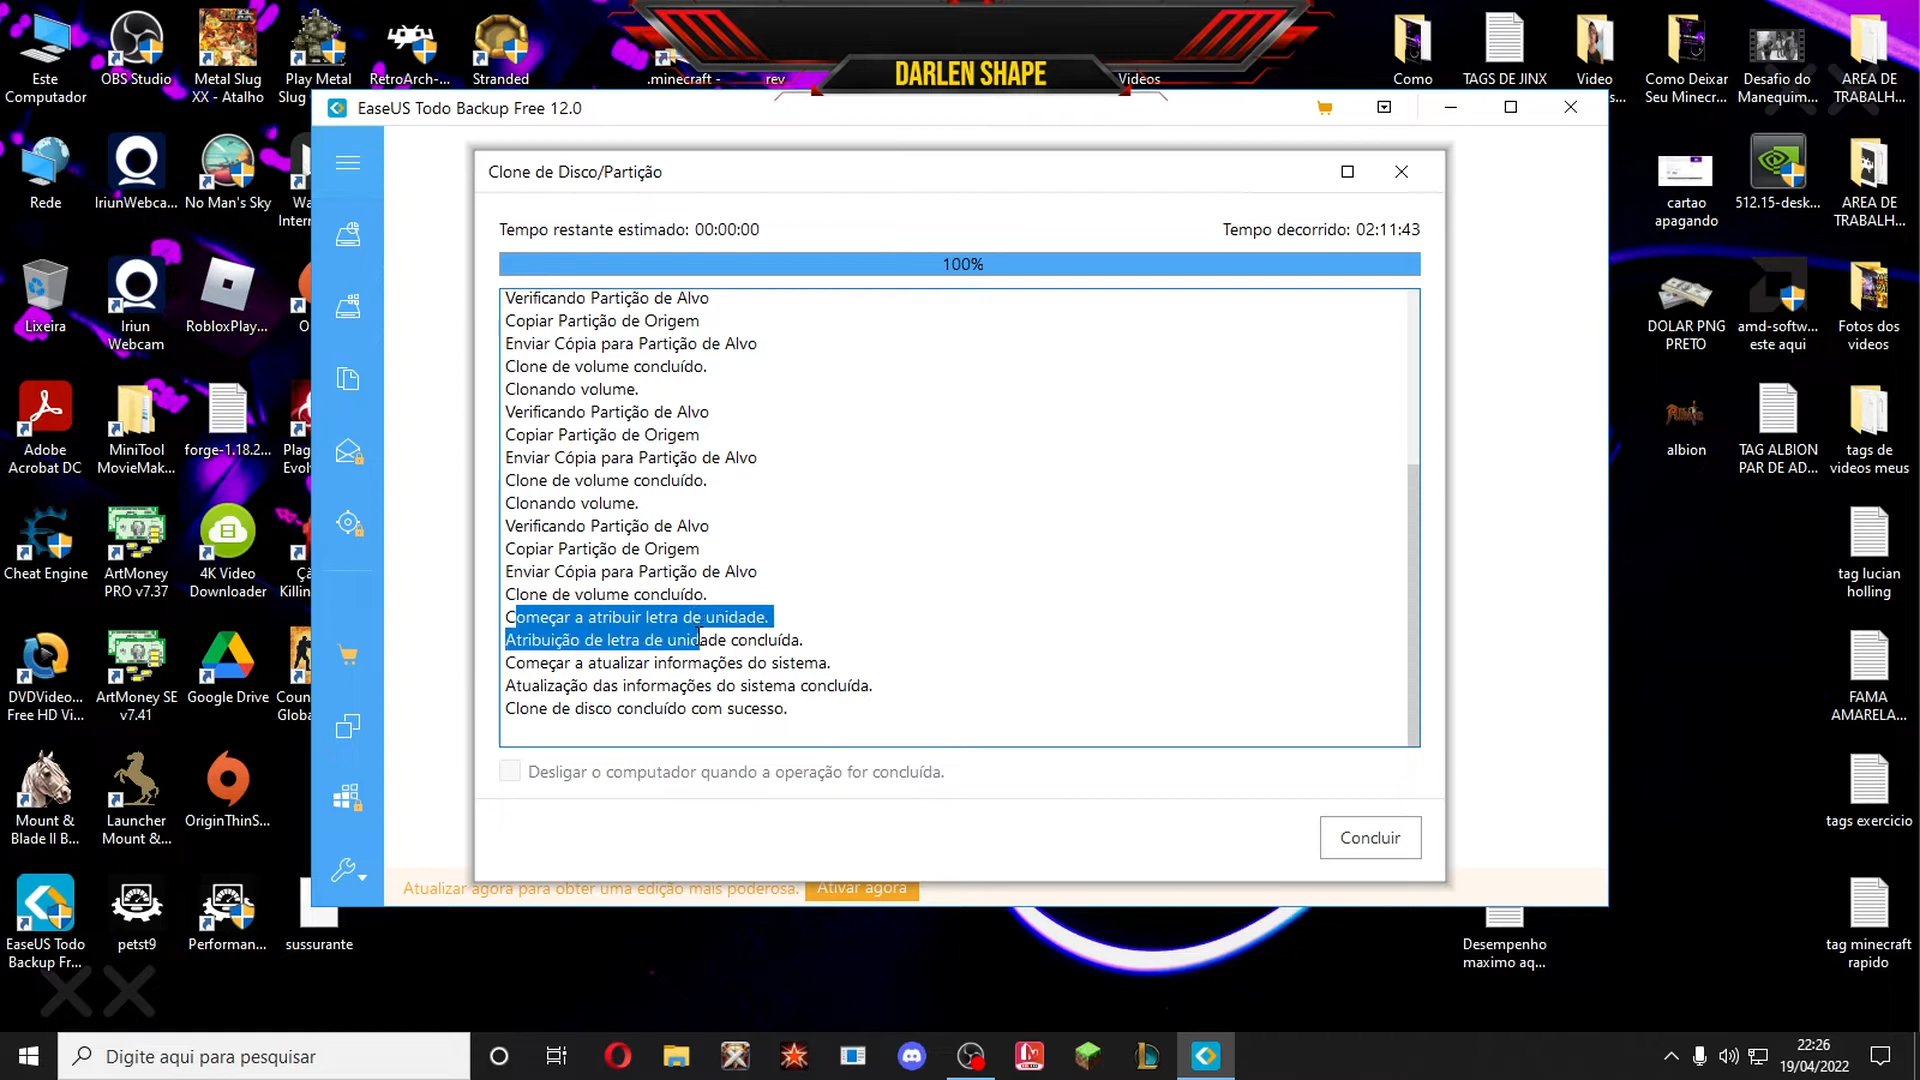 DARLEN SHAPE
Este
Computador
OBS Studio
Metal Slug
XX - Atalho
Play Metal
Slug
RetroArch-...
Stranded
.minecraft -
rev
Videos
Como
TAGS DE JINX
Video
Como Deixar
Seu Minecr...
Desafio do
Manequim...
AREA DE
TRABALH...
EaseUS Todo Backup Free 12.0
Clone de Disco/Partição
Tempo restante estimado: 00:00:00
Tempo decorrido: 02:11:43
100%
Verificando Partição de Alvo
Copiar Partição de Origem
Enviar Cópia para Partição de Alvo
Clone de volume concluído.
Clonando volume.
Verificando Partição de Alvo
Copiar Partição de Origem
Enviar Cópia para Partição de Alvo
Clone de volume concluído.
Clonando volume.
Verificando Partição de Alvo
Copiar Partição de Origem
Enviar Cópia para Partição de Alvo
Clone de volume concluído.
Começar a atribuir letra de unidade.
Atribuição de letra de unidade concluída.
Começar a atualizar informações do sistema.
Atualização das informações do sistema concluída.
Clone de disco concluído com sucesso.
Desligar o computador quando a operação for concluída.
Concluir
Atualizar agora para obter uma edição mais poderosa.
Ativar agora
Rede
IriunWebca...
No Man's Sky
Wa
Intern
cartao
apagando
512.15-desk...
AREA DE
TRABALH...
Lixeira
Iriun
Webcam
RobloxPlay...
O
DOLAR PNG
PRETO
amd-softw...
este aqui
Fotos dos
videos
Adobe
Acrobat DC
MiniTool
MovieMak...
forge-1.18.2...
Plag
Evol
Albion
albion
TAG ALBION
PAR DE AD...
tags de
videos meus
Cheat Engine
ArtMoney
PRO v7.37
4K Video
Downloader
Ça
Killin
tag lucian
holling
DVDVideo...
Free HD Vi...
ArtMoney SE
v7.41
Google Drive
Coun
Globa
FAMA
AMARELA...
Mount &
Blade II B...
Launcher
Mount &...
OriginThinS...
tags exercicio
EaseUS Todo
Backup Fr...
petst9
Performan...
sussurante
Desempenho
maximo aq...
tag minecraft
rapido
Digite aqui para pesquisar
22:26
19/04/2022